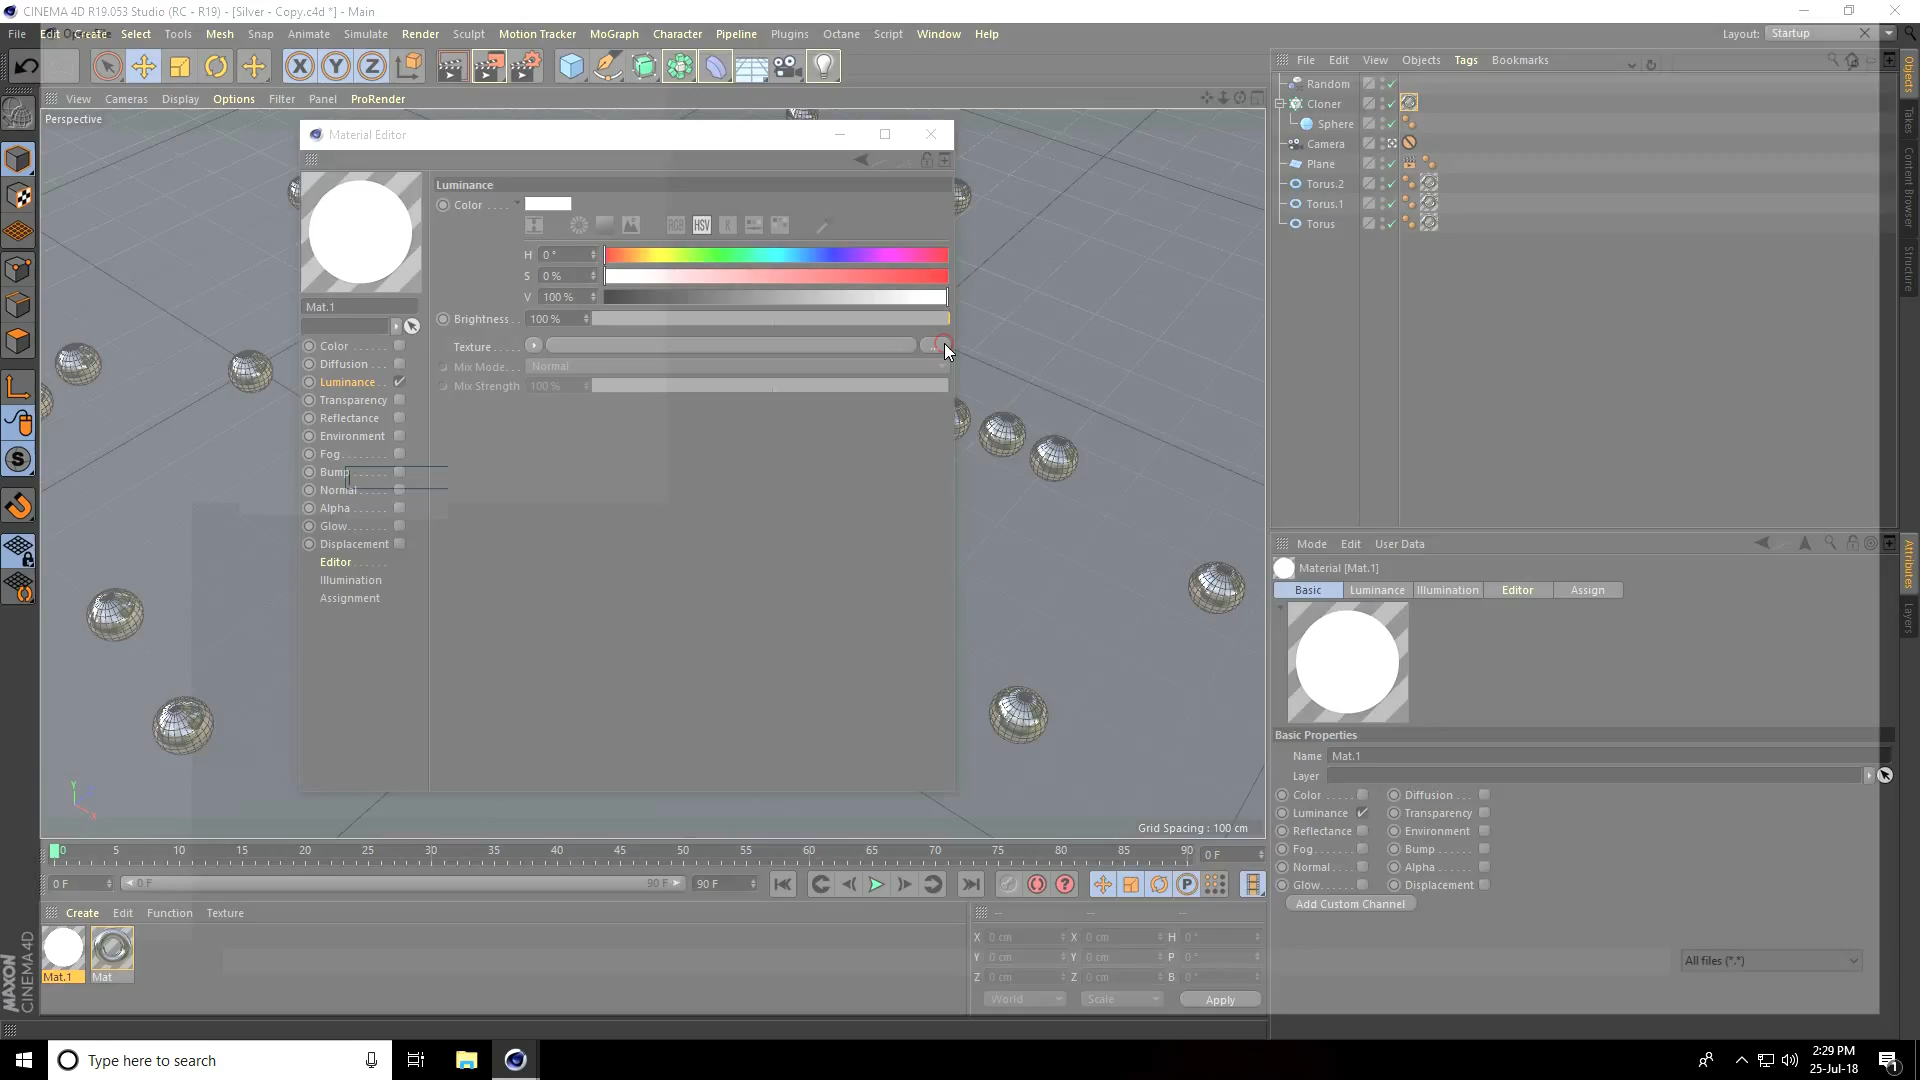 CINEMA 4D R19.053 Studio (RC - R19) - [Silver - Copy.c4d *] - Main
File Edit Create Select Tools Mesh Snap Animate Simulate Render Sculpt Motion Tracker MoGraph Character Pipeline Plugins Octane Script Window Help
Layout: Startup
File Edit View Objects Tags Bookmarks
View Cameras Display Options Filter Panel ProRender
Perspective
Random
Cloner
Sphere
Camera
Plane
Torus.2
Torus.1
Torus
Objects
Takes
Content Browser
Structure
Material Editor
Luminance
Color . . . .
RGB HSV K
H 0 °
S 0 %
V 100 %
Brightness . . 100 %
Texture . . . . .
Mix Mode. . . Normal
Mix Strength 100 %
Mat.1
Color
Diffusion
Luminance
Transparency
Reflectance
Environment
Fog
Bump
Normal
Alpha
Glow
Displacement
Editor
Illumination
Assignment
Grid Spacing : 100 cm
Mode Edit User Data
Material [Mat.1]
Basic Luminance Illumination Editor Assign
Attributes
Layers
Basic Properties
Name Mat.1
Layer
Color Diffusion
Luminance Transparency
Reflectance Environment
Fog Bump
Normal Alpha
Glow Displacement
Add Custom Channel
All files (*.*)
0 5 10 15 20 25 30 35 40 45 50 55 60 65 70 75 80 85 90 0 F
0 F 0 F 90 F 90 F
Create Edit Function Texture
Mat.1 Mat
-- -- --
X 0 cm X 0 cm H 0 °
Y 0 cm Y 0 cm P 0 °
Z 0 cm Z 0 cm B 0 °
World Scale Apply
MAXON
CINEMA 4D
Type here to search
2:29 PM
25-Jul-18
1